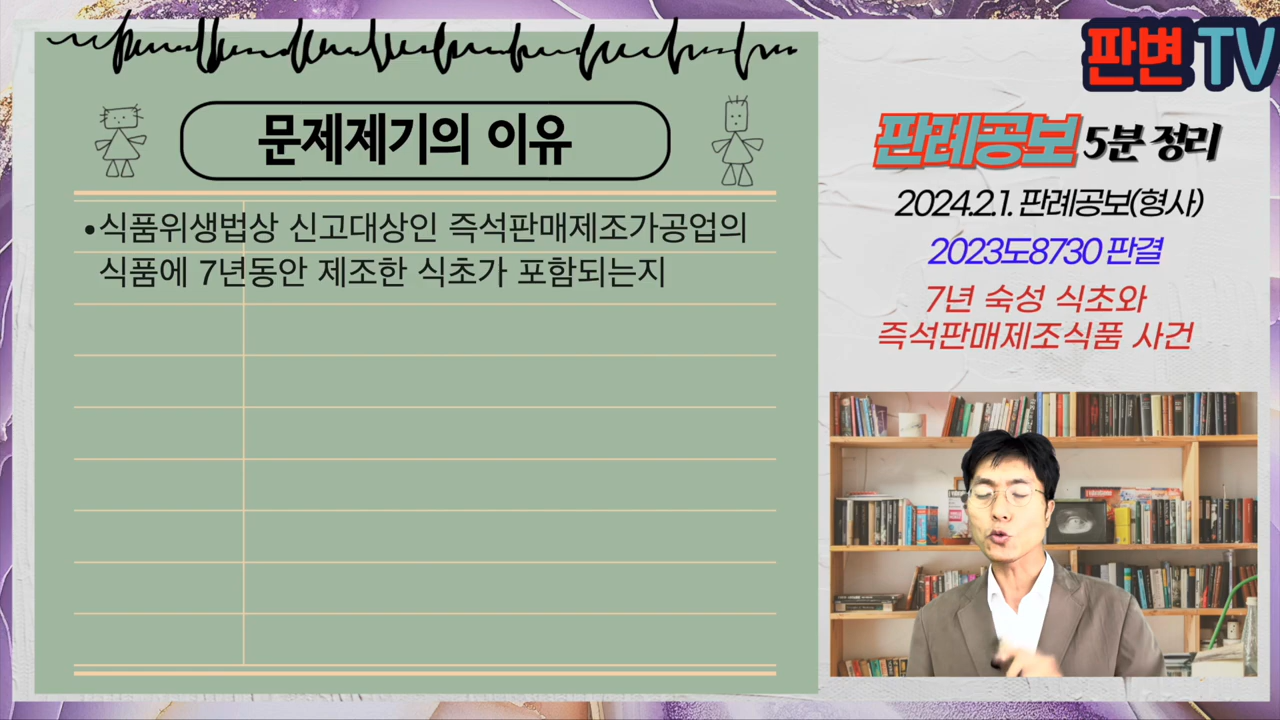 판변 TV
문제제기의 이유
•식품위생법상 신고대상인 즉석판매제조가공업의
식품에 7년동안 제조한 식초가 포함되는지
판례공보 5분 정리
2024.2.1. 판례공보(형사)
2023도8730 판결
7년 숙성 식초와
즉석판매제조식품 사건